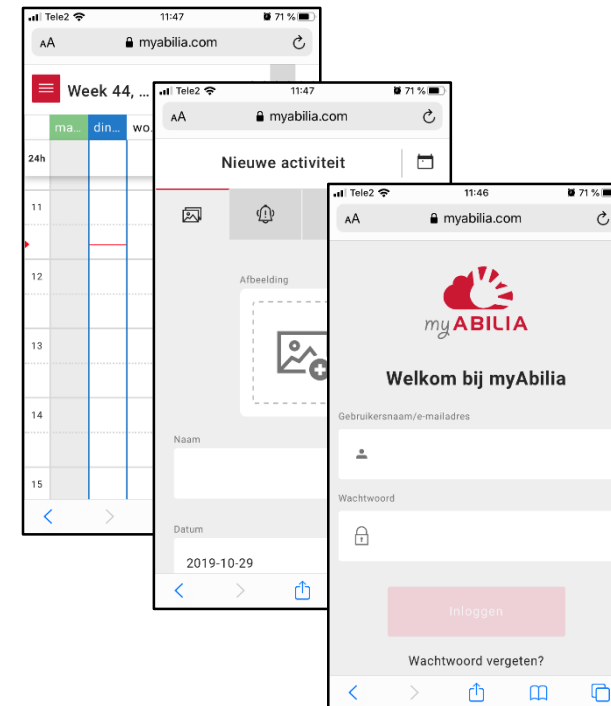 Tele2 11:47 71 %
AA myabilia.com
Week 44, ...
ma... din... wo.
24h
11
12
13
14
15
Tele2 11:47 71 %
AA myabilia.com
Nieuwe activiteit
Afbeelding
Naam
Datum
2019-10-29
Tele2 11:46 71 %
AA myabilia.com
myABILIA
Welkom bij myAbilia
Gebruikersnaam/e-mailadres
Wachtwoord
Inloggen
Wachtwoord vergeten?